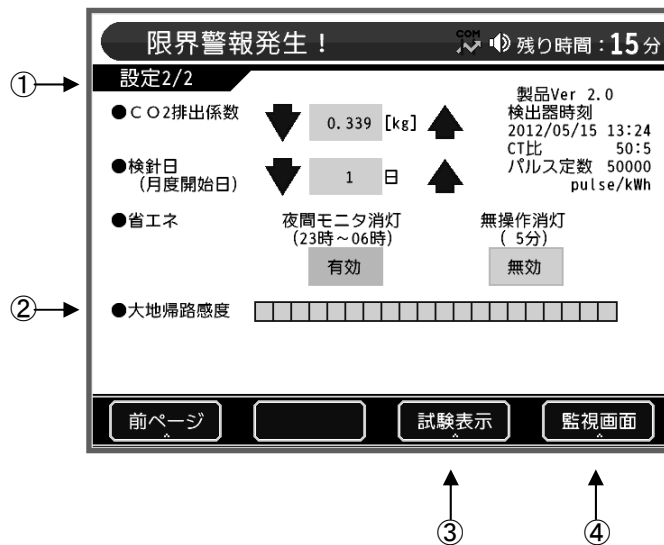 限界警報発生！ COM 残り時間：15分
① 設定2/2
●ＣＯ2排出係数 0.339 [kg]
製品Ver 2.0
検出器時刻
2012/05/15 13:24
CT比 50:5
パルス定数 50000
pulse/kWh
●検針日
(月度開始日) 1 日
●省エネ 夜間モニタ消灯 無操作消灯
(23時～06時) ( 5分)
有効 無効
② ●大地帰路感度
前ページ 試験表示 監視画面
③ ④